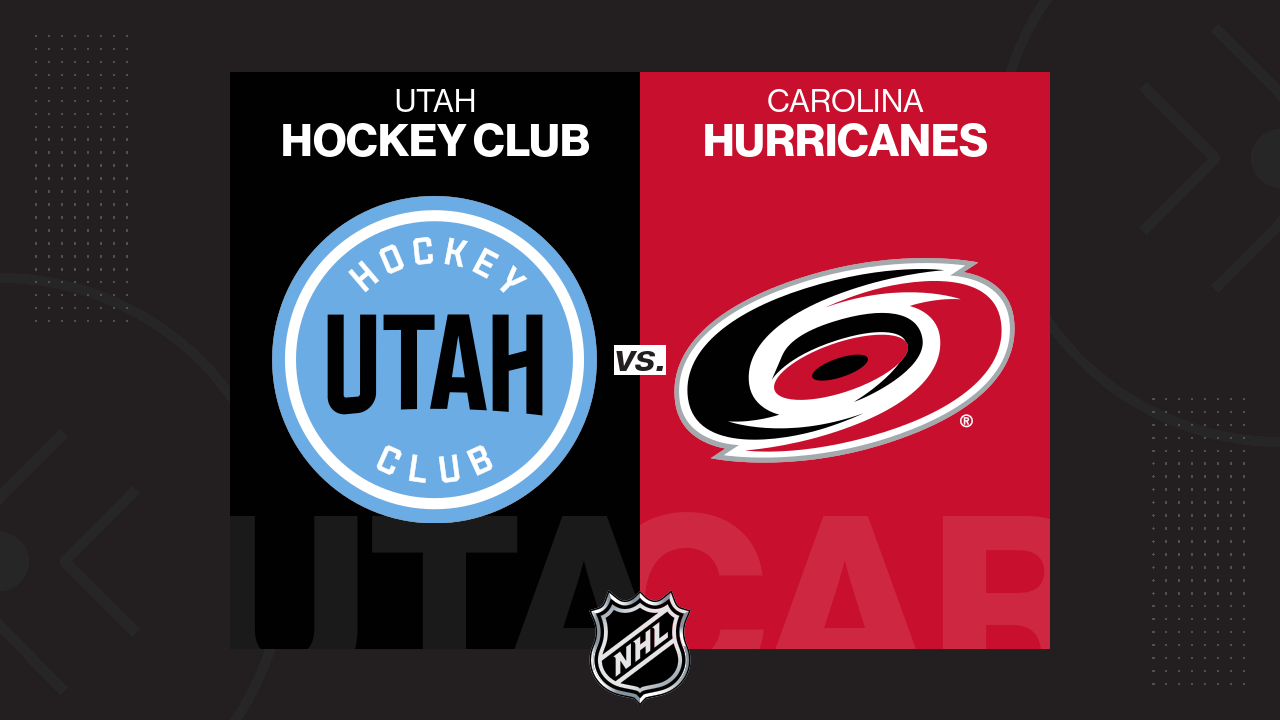 UTAH
HOCKEY CLUB
CAROLINA
HURRICANES
HOCKEY
UTAH
CLUB
vs.
®
UTA
CAR
NHL